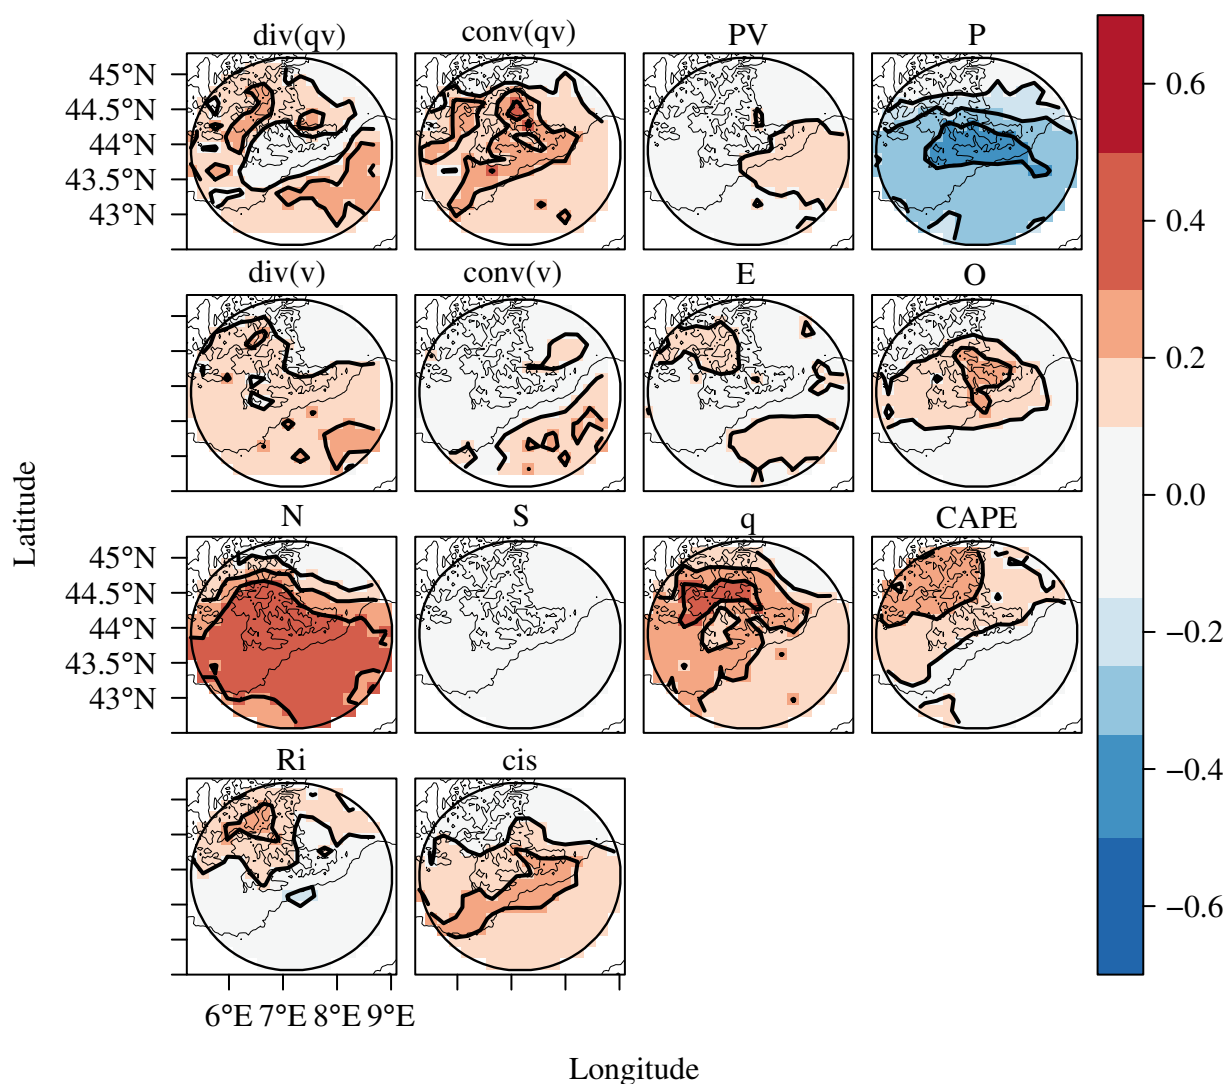 div(qv) conv(qv) PV P
45°N
44.5°N
44°N
43.5°N
43°N
div(v) conv(v) E O
N S q CAPE
45°N
44.5°N
44°N
43.5°N
43°N
Ri cis
6°E 7°E 8°E 9°E
Longitude
Latitude
0.6
0.4
0.2
0.0
−0.2
−0.4
−0.6